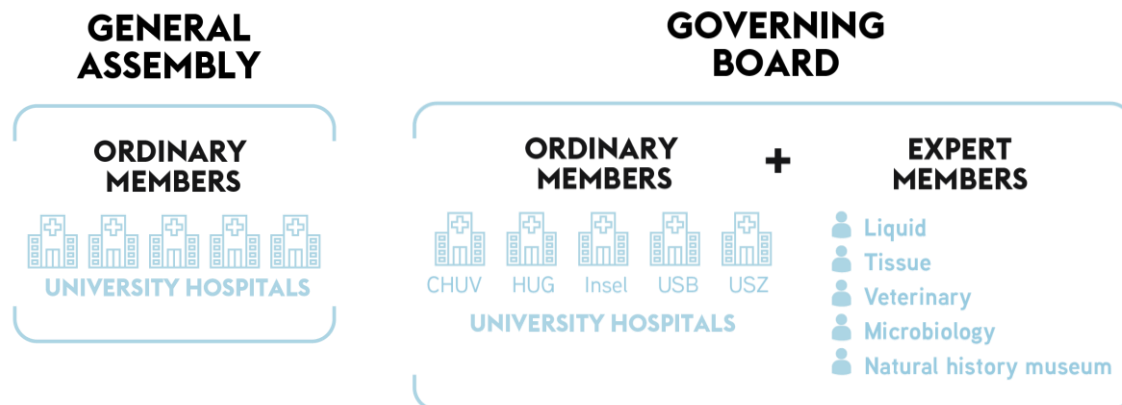 GENERAL
ASSEMBLY
ORDINARY
MEMBERS
UNIVERSITY HOSPITALS
GOVERNING
BOARD
ORDINARY
MEMBERS
CHUV HUG Insel USB USZ
UNIVERSITY HOSPITALS
+
EXPERT
MEMBERS
Liquid
Tissue
Veterinary
Microbiology
Natural history museum